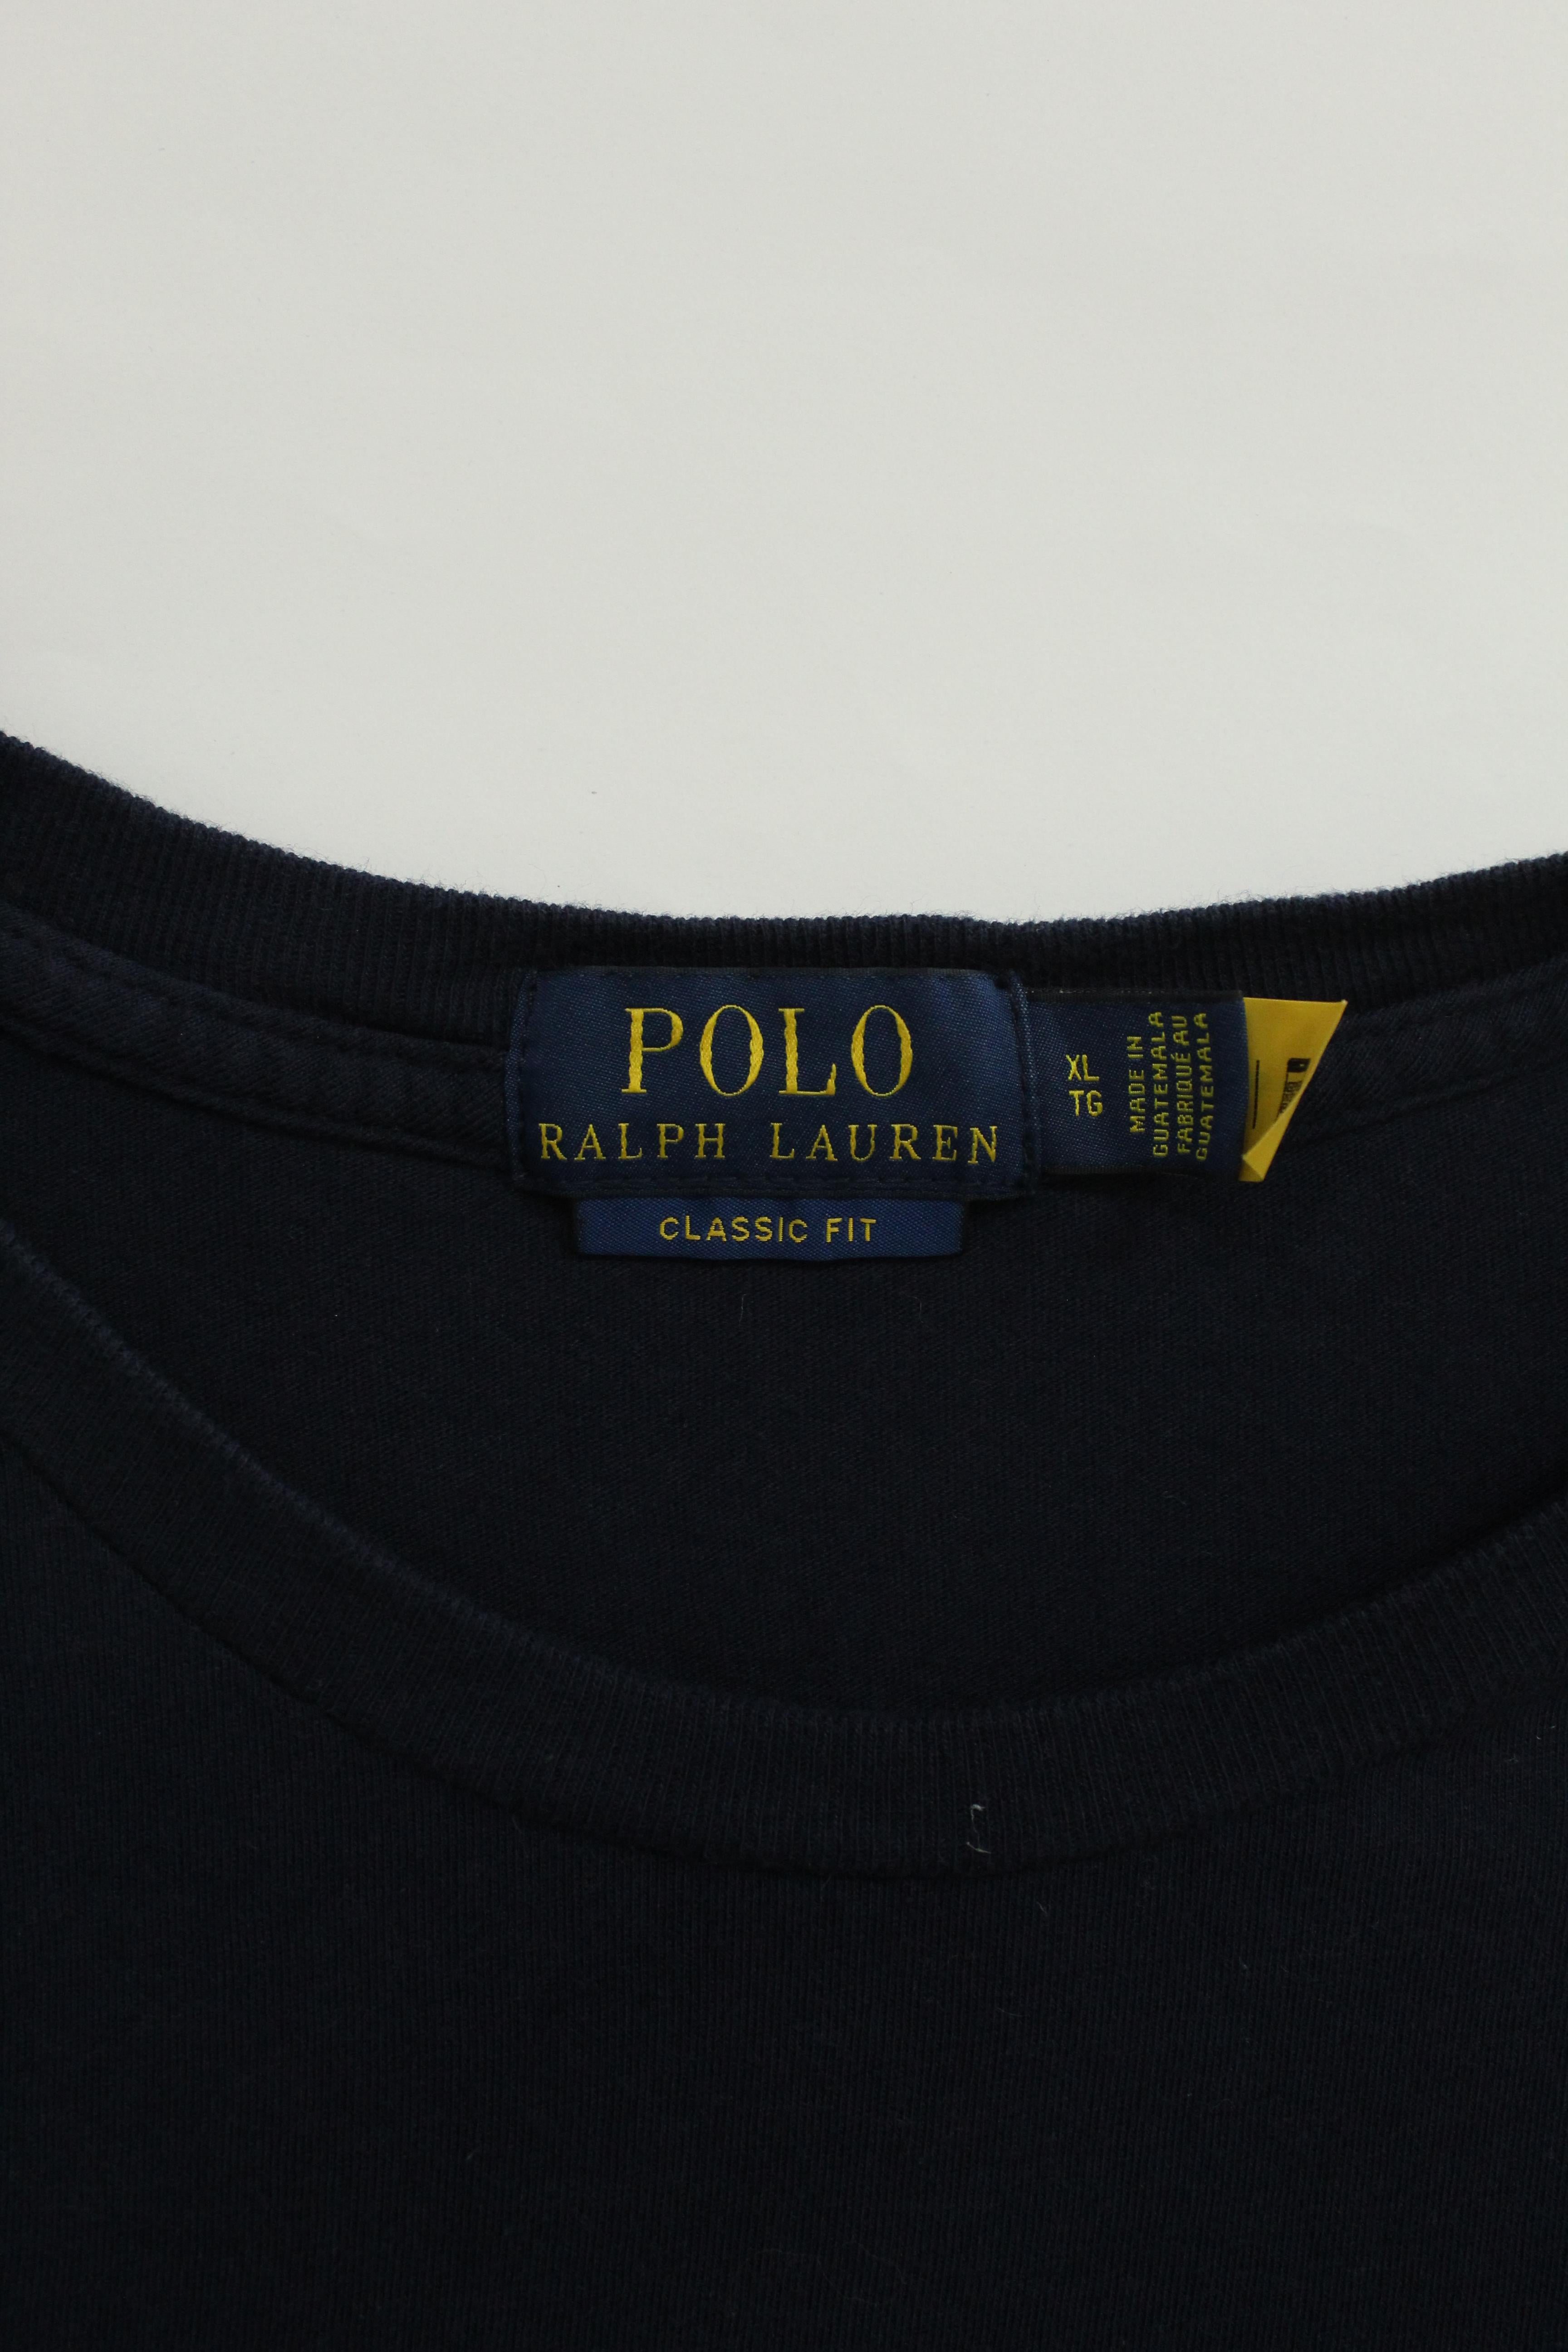 POLO
RALPH LAUREN
CLASSIC FIT
XL
TG
MADE IN
GUATEMALA
FABRIQUÉ AU
GUATEMALA